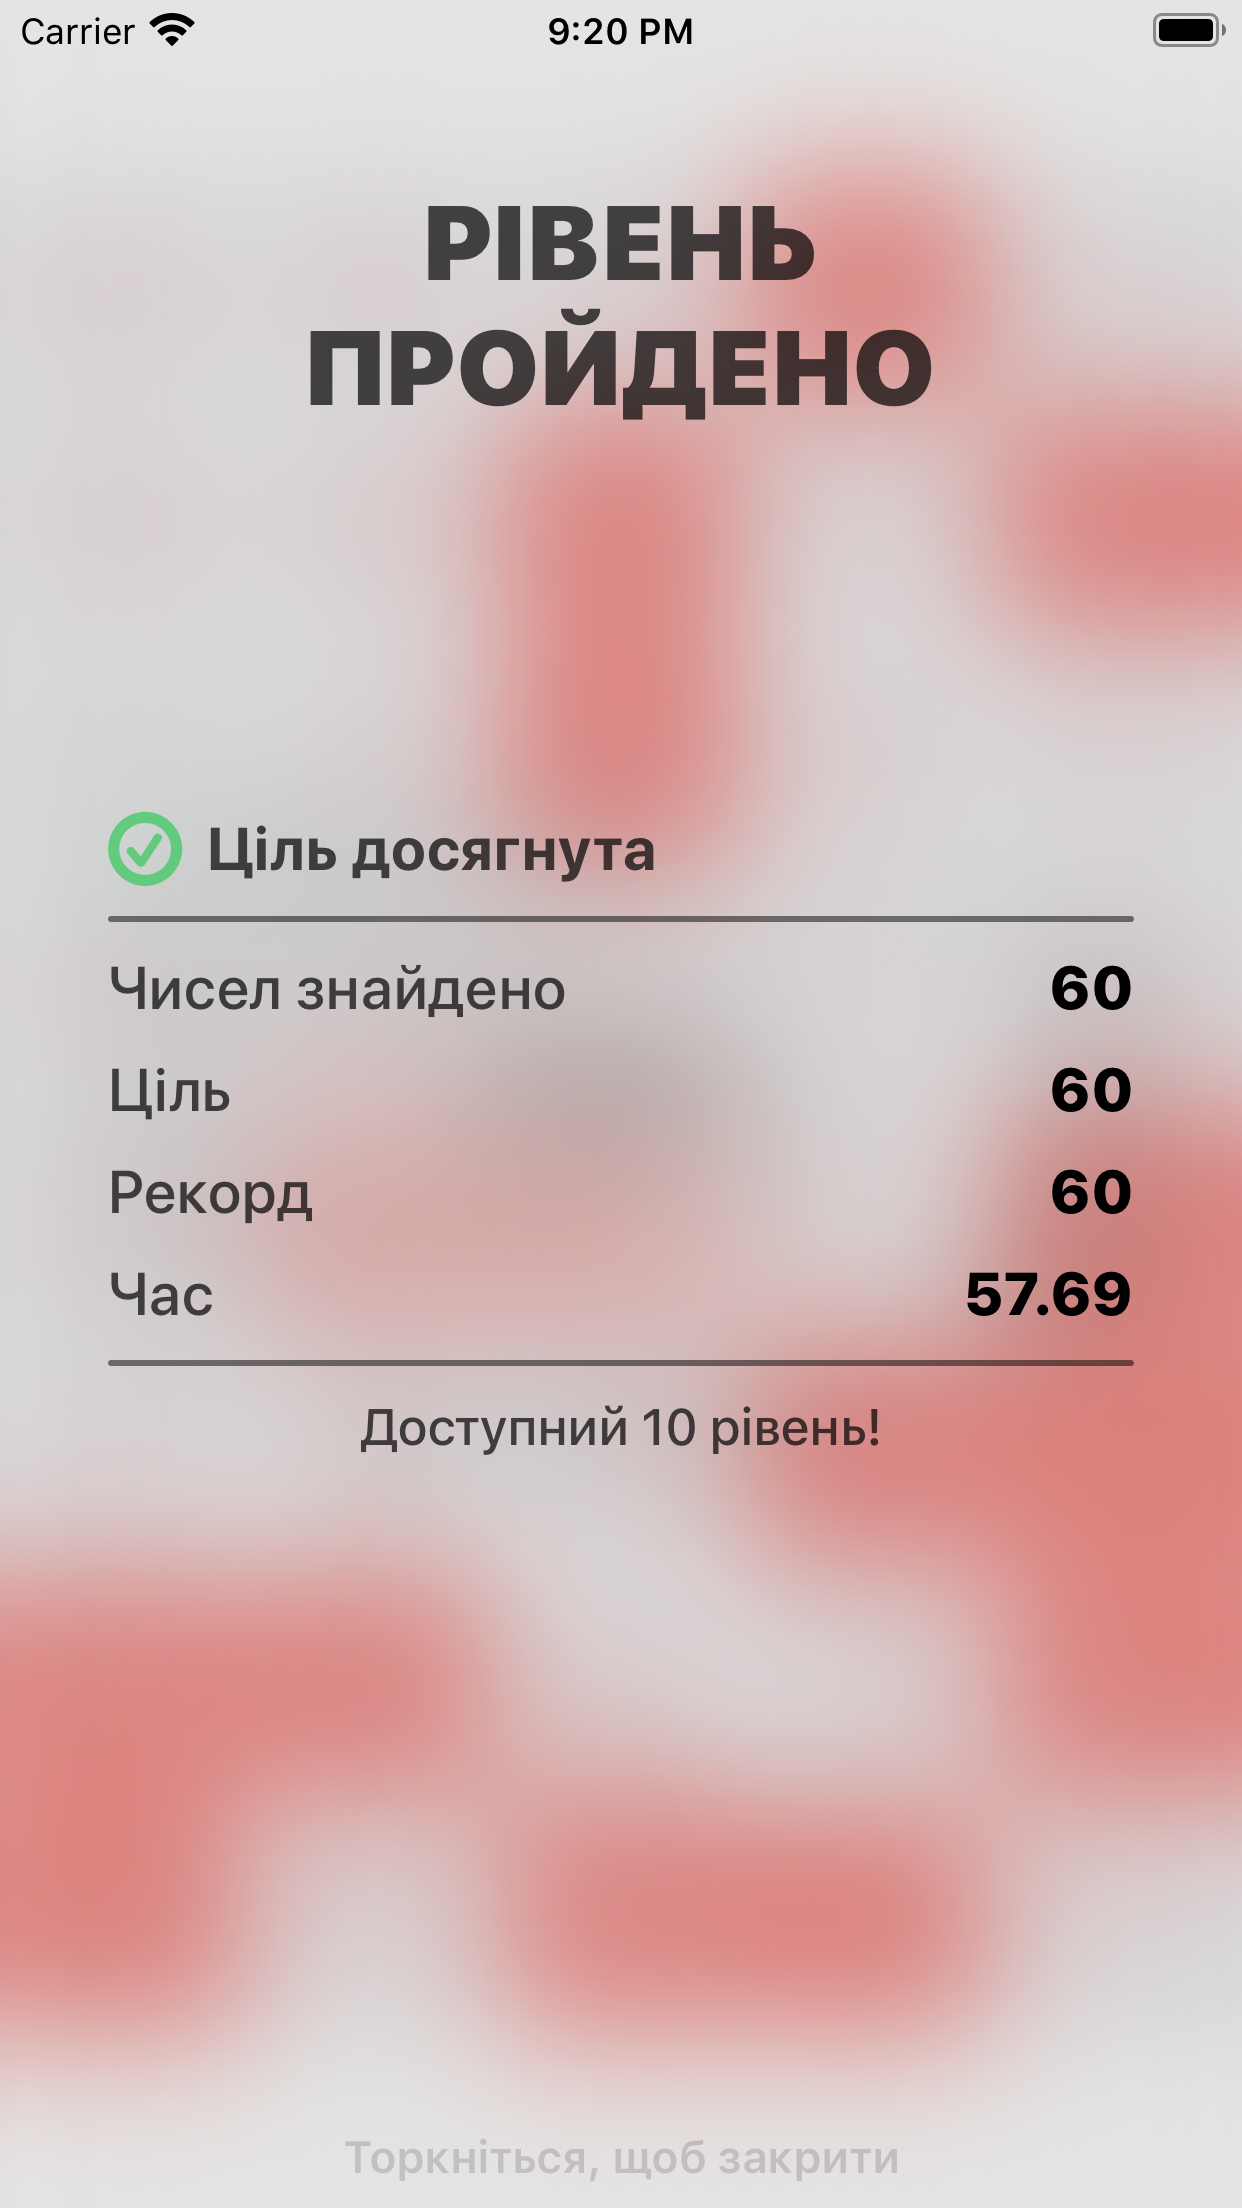 Carrier 9:20 PM
РІВЕНЬ
ПРОЙДЕНО
Ціль досягнута
Чисел знайдено 60
Ціль 60
Рекорд 60
Час 57.69
Доступний 10 рівень!
Торкніться, щоб закрити